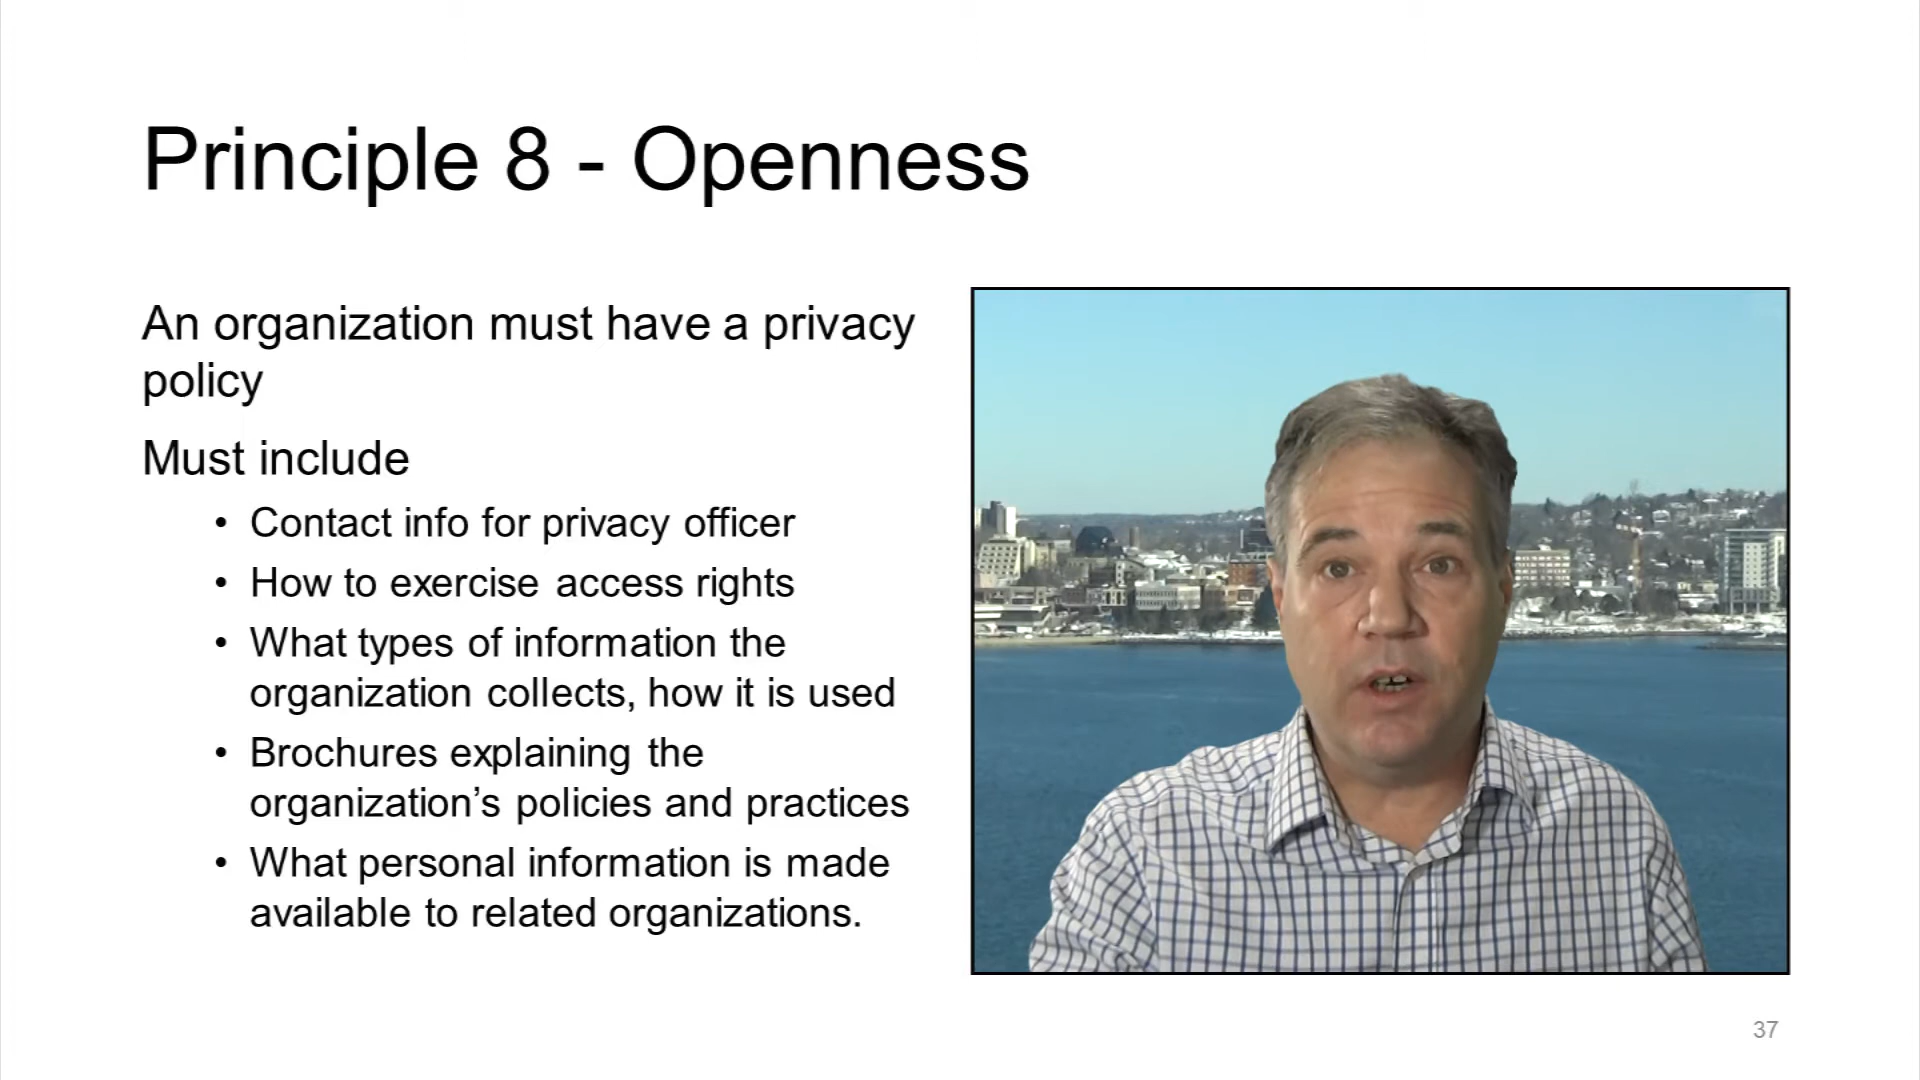 Principle 8 - Openness
An organization must have a privacy
policy
Must include
• Contact info for privacy officer
• How to exercise access rights
• What types of information the
organization collects, how it is used
• Brochures explaining the
organization’s policies and practices
• What personal information is made
available to related organizations.
37